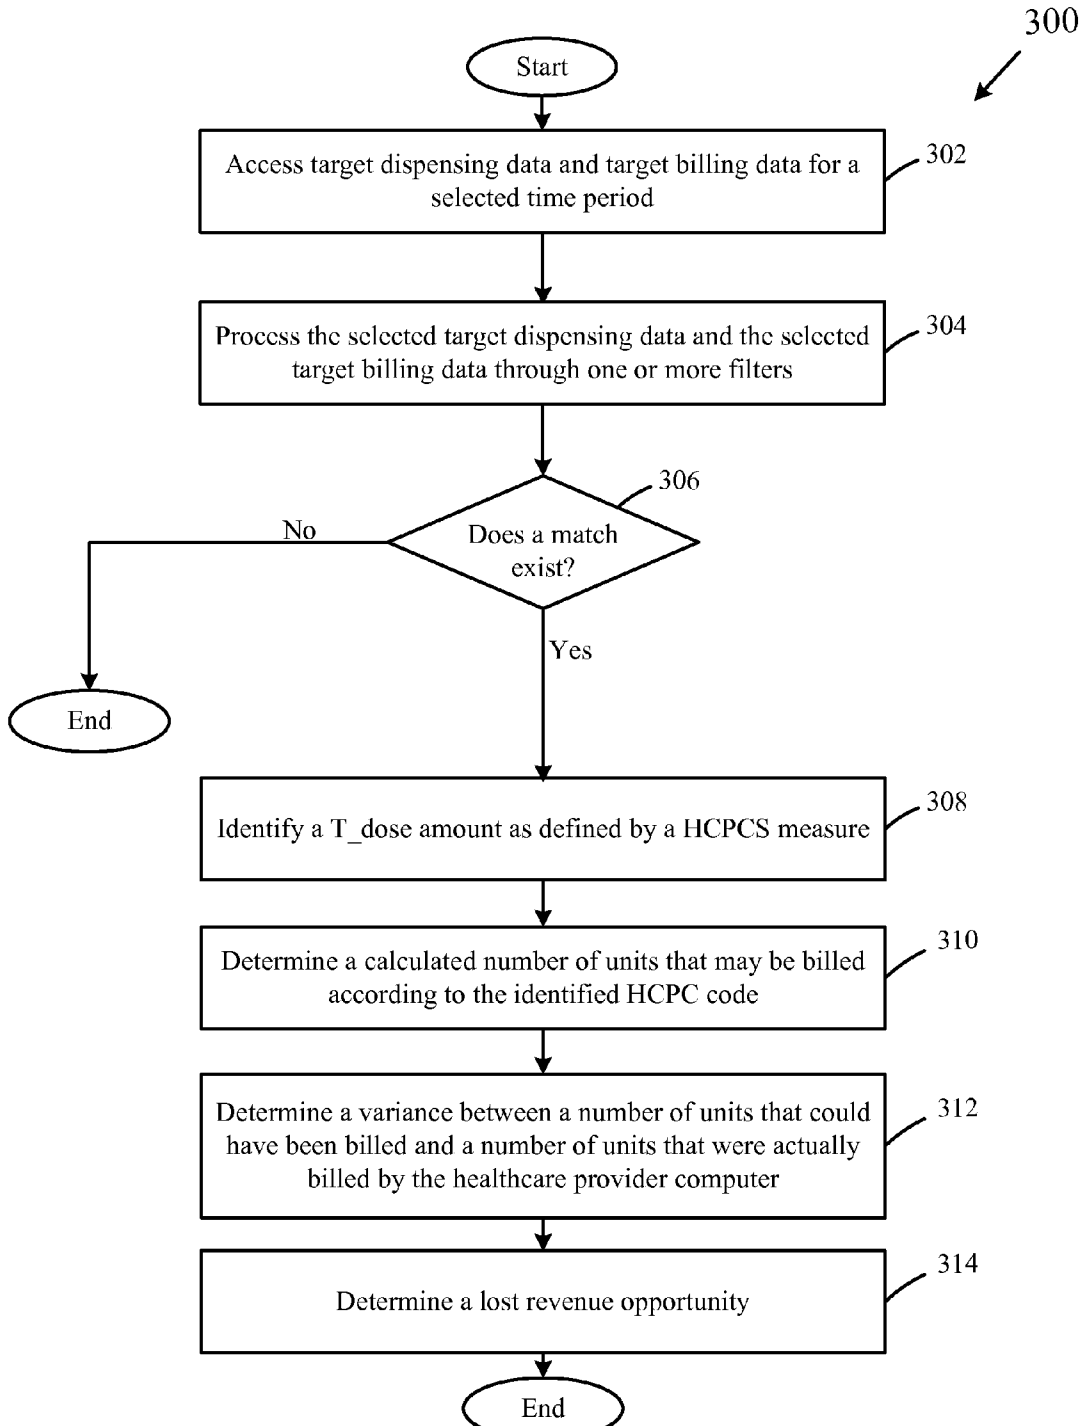 300
Start
Access target dispensing data and target billing data for a
selected time period
302
Process the selected target dispensing data and the selected
target billing data through one or more filters
304
306
Does a match
exist?
No
Yes
End
Identify a T_dose amount as defined by a HCPCS measure
308
Determine a calculated number of units that may be billed
according to the identified HCPC code
310
Determine a variance between a number of units that could
have been billed and a number of units that were actually
billed by the healthcare provider computer
312
Determine a lost revenue opportunity
314
End